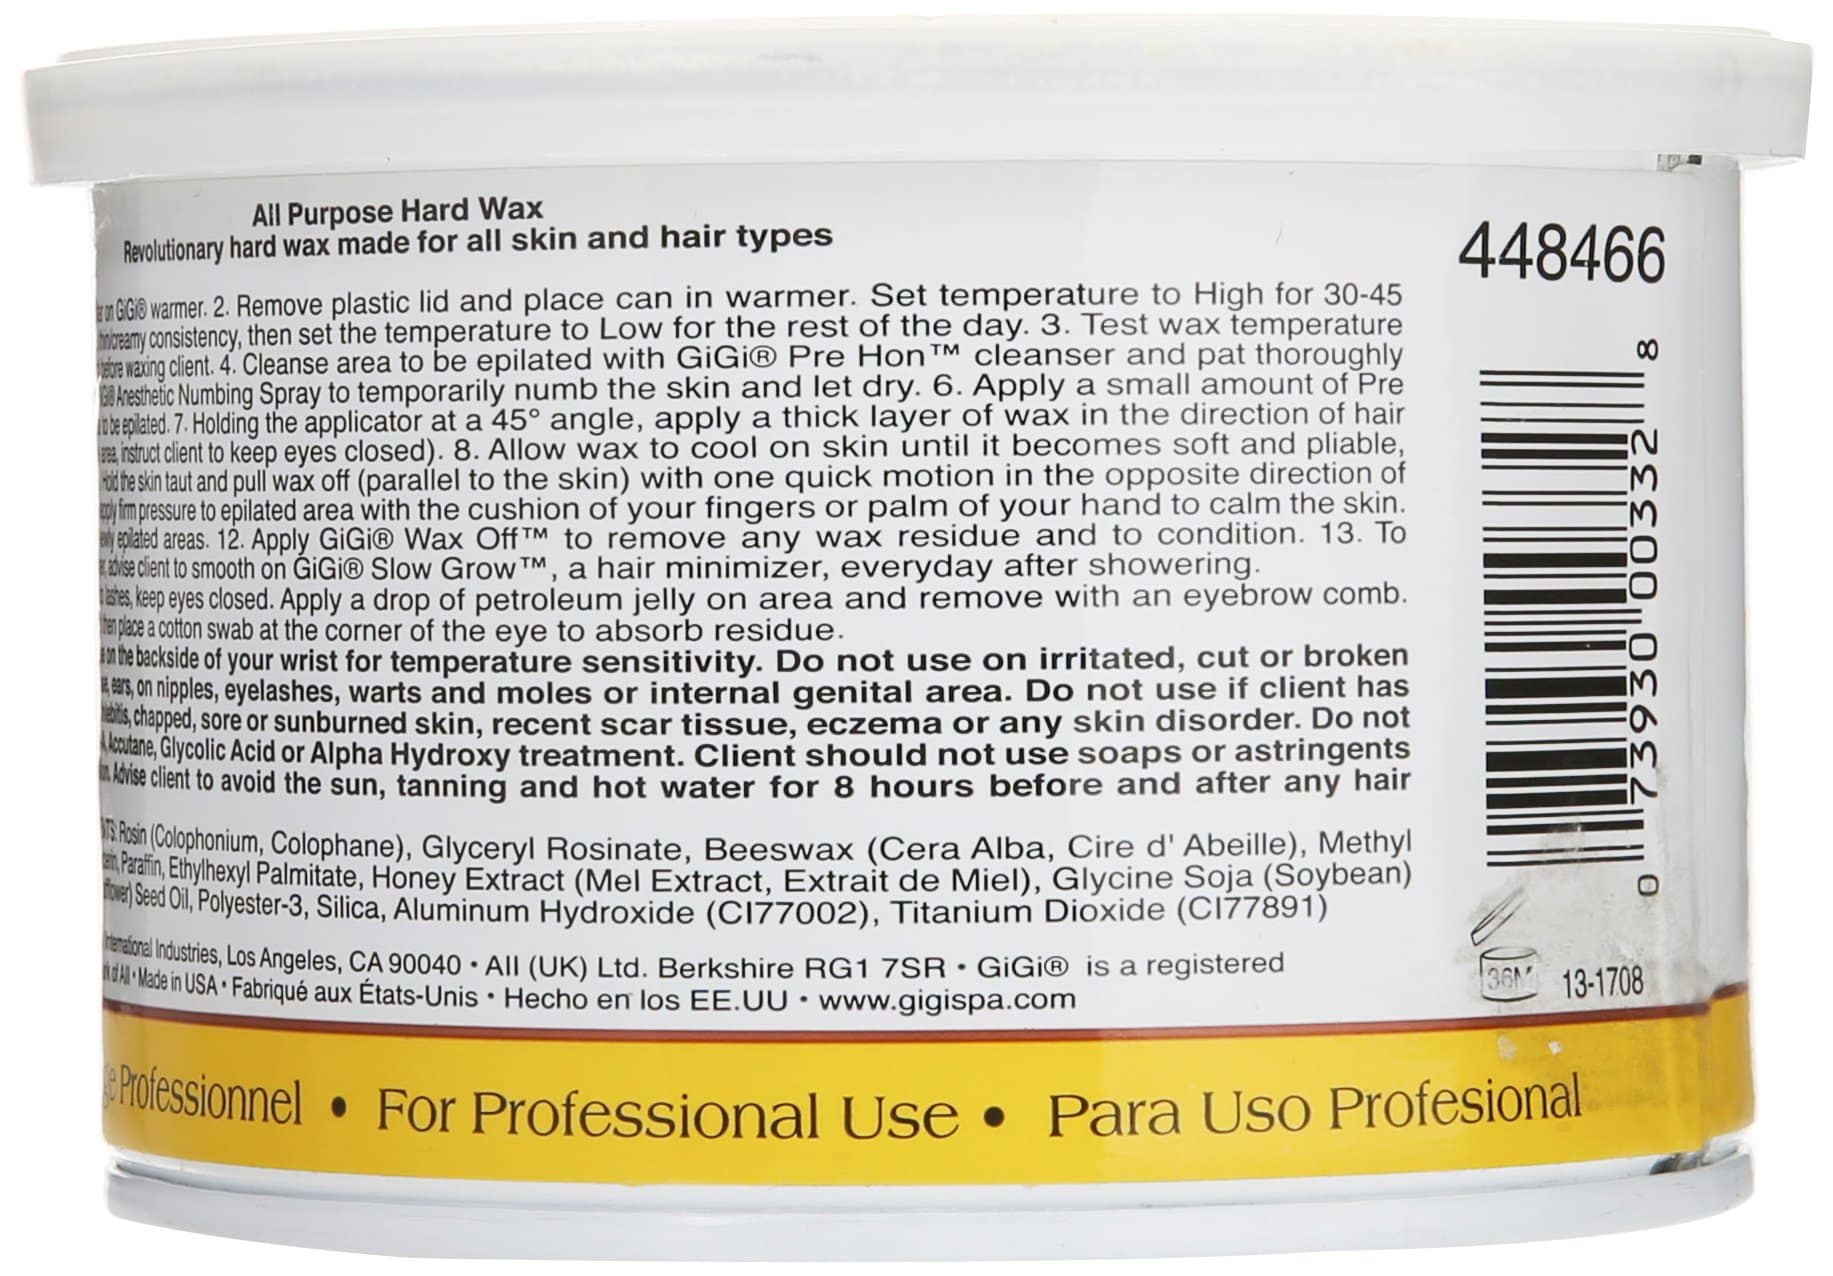 All Purpose Hard Wax
Revolutionary hard wax made for all skin and hair types
on GiGi® warmer. 2. Remove plastic lid and place can in warmer. Set temperature to High for 30-45
consistency, then set the temperature to Low for the rest of the day. 3. Test wax temperature
before waxing client. 4. Cleanse area to be epilated with GiGi® Pre Hon™ cleanser and pat thoroughly
Anesthetic Numbing Spray to temporarily numb the skin and let dry. 6. Apply a small amount of Pre
to be epilated. 7. Holding the applicator at a 45° angle, apply a thick layer of wax in the direction of hair
area, instruct client to keep eyes closed). 8. Allow wax to cool on skin until it becomes soft and pliable,
Hold the skin taut and pull wax off (parallel to the skin) with one quick motion in the opposite direction of
firm pressure to epilated area with the cushion of your fingers or palm of your hand to calm the skin.
epilated areas. 12. Apply GiGi® Wax Off™ to remove any wax residue and to condition. 13. To
advise client to smooth on GiGi® Slow Grow™, a hair minimizer, everyday after showering.
lashes, keep eyes closed. Apply a drop of petroleum jelly on area and remove with an eyebrow comb.
then place a cotton swab at the corner of the eye to absorb residue.
on the backside of your wrist for temperature sensitivity. Do not use on irritated, cut or broken
ears, on nipples, eyelashes, warts and moles or internal genital area. Do not use if client has
chapped, sore or sunburned skin, recent scar tissue, eczema or any skin disorder. Do not
Accutane, Glycolic Acid or Alpha Hydroxy treatment. Client should not use soaps or astringents
Advise client to avoid the sun, tanning and hot water for 8 hours before and after any hair
Rosin (Colophonium, Colophane), Glyceryl Rosinate, Beeswax (Cera Alba, Cire d' Abeille), Methyl
Paraffin, Ethylhexyl Palmitate, Honey Extract (Mel Extract, Extrait de Miel), Glycine Soja (Soybean)
Seed Oil, Polyester-3, Silica, Aluminum Hydroxide (CI77002), Titanium Dioxide (CI77891)
International Industries, Los Angeles, CA 90040 • AII (UK) Ltd. Berkshire RG1 7SR • GiGi® is a registered
of AII • Made in USA • Fabriqué aux États-Unis • Hecho en los EE.UU • www.gigispa.com
448466
0 73930 00332 8
36M
13-1708
Professionnel • For Professional Use • Para Uso Profesional